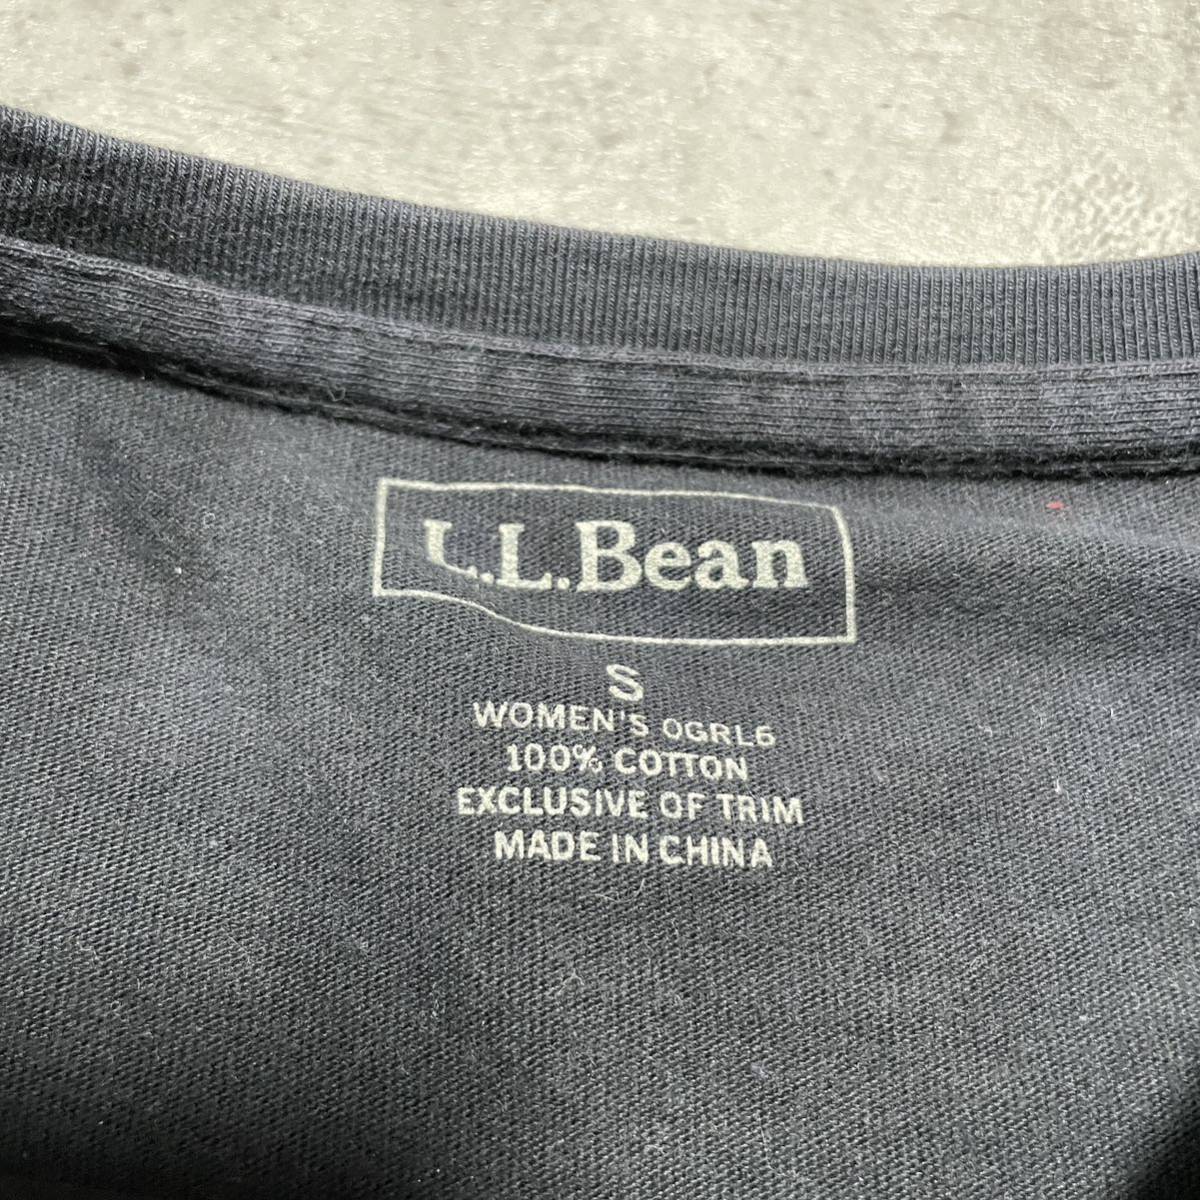 L.L.Bean
S
WOMEN'S 0GRL6
100% COTTON
EXCLUSIVE OF TRIM
MADE IN CHINA